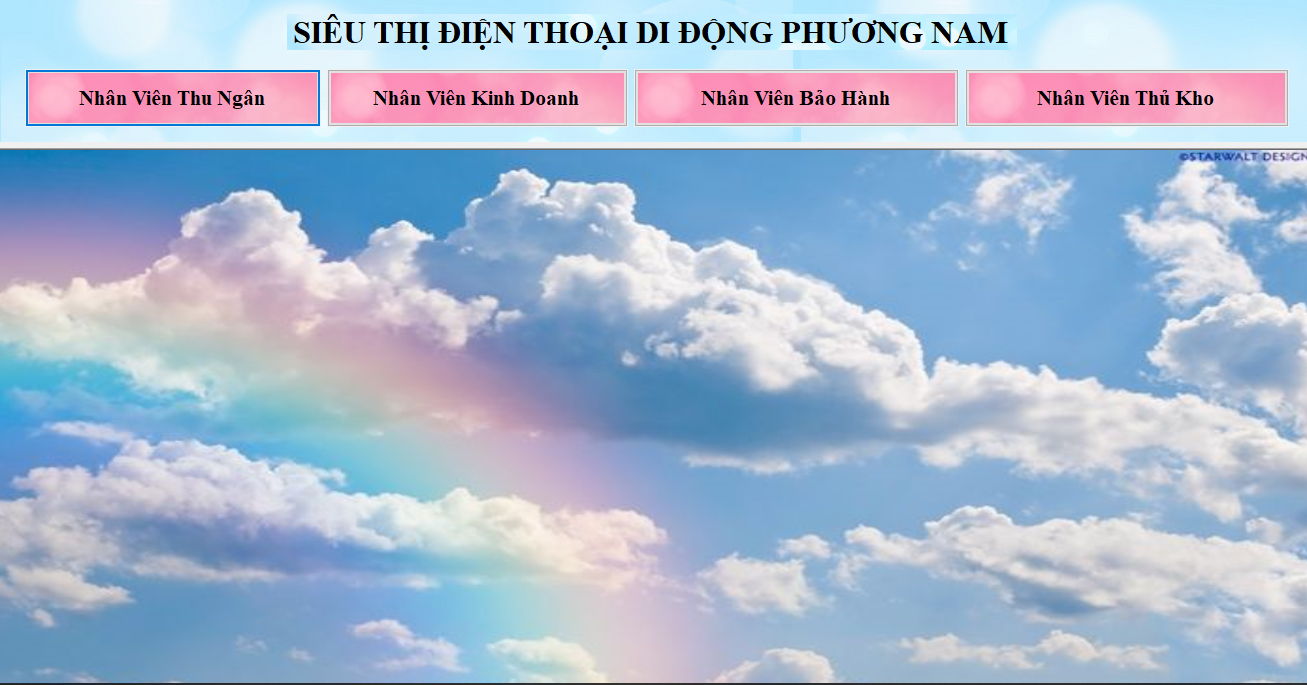 SIÊU THỊ ĐIỆN THOẠI DI ĐỘNG PHƯƠNG NAM
Nhân Viên Thu Ngân
Nhân Viên Kinh Doanh
Nhân Viên Bảo Hành
Nhân Viên Thủ Kho
©STARWALT DESIGN